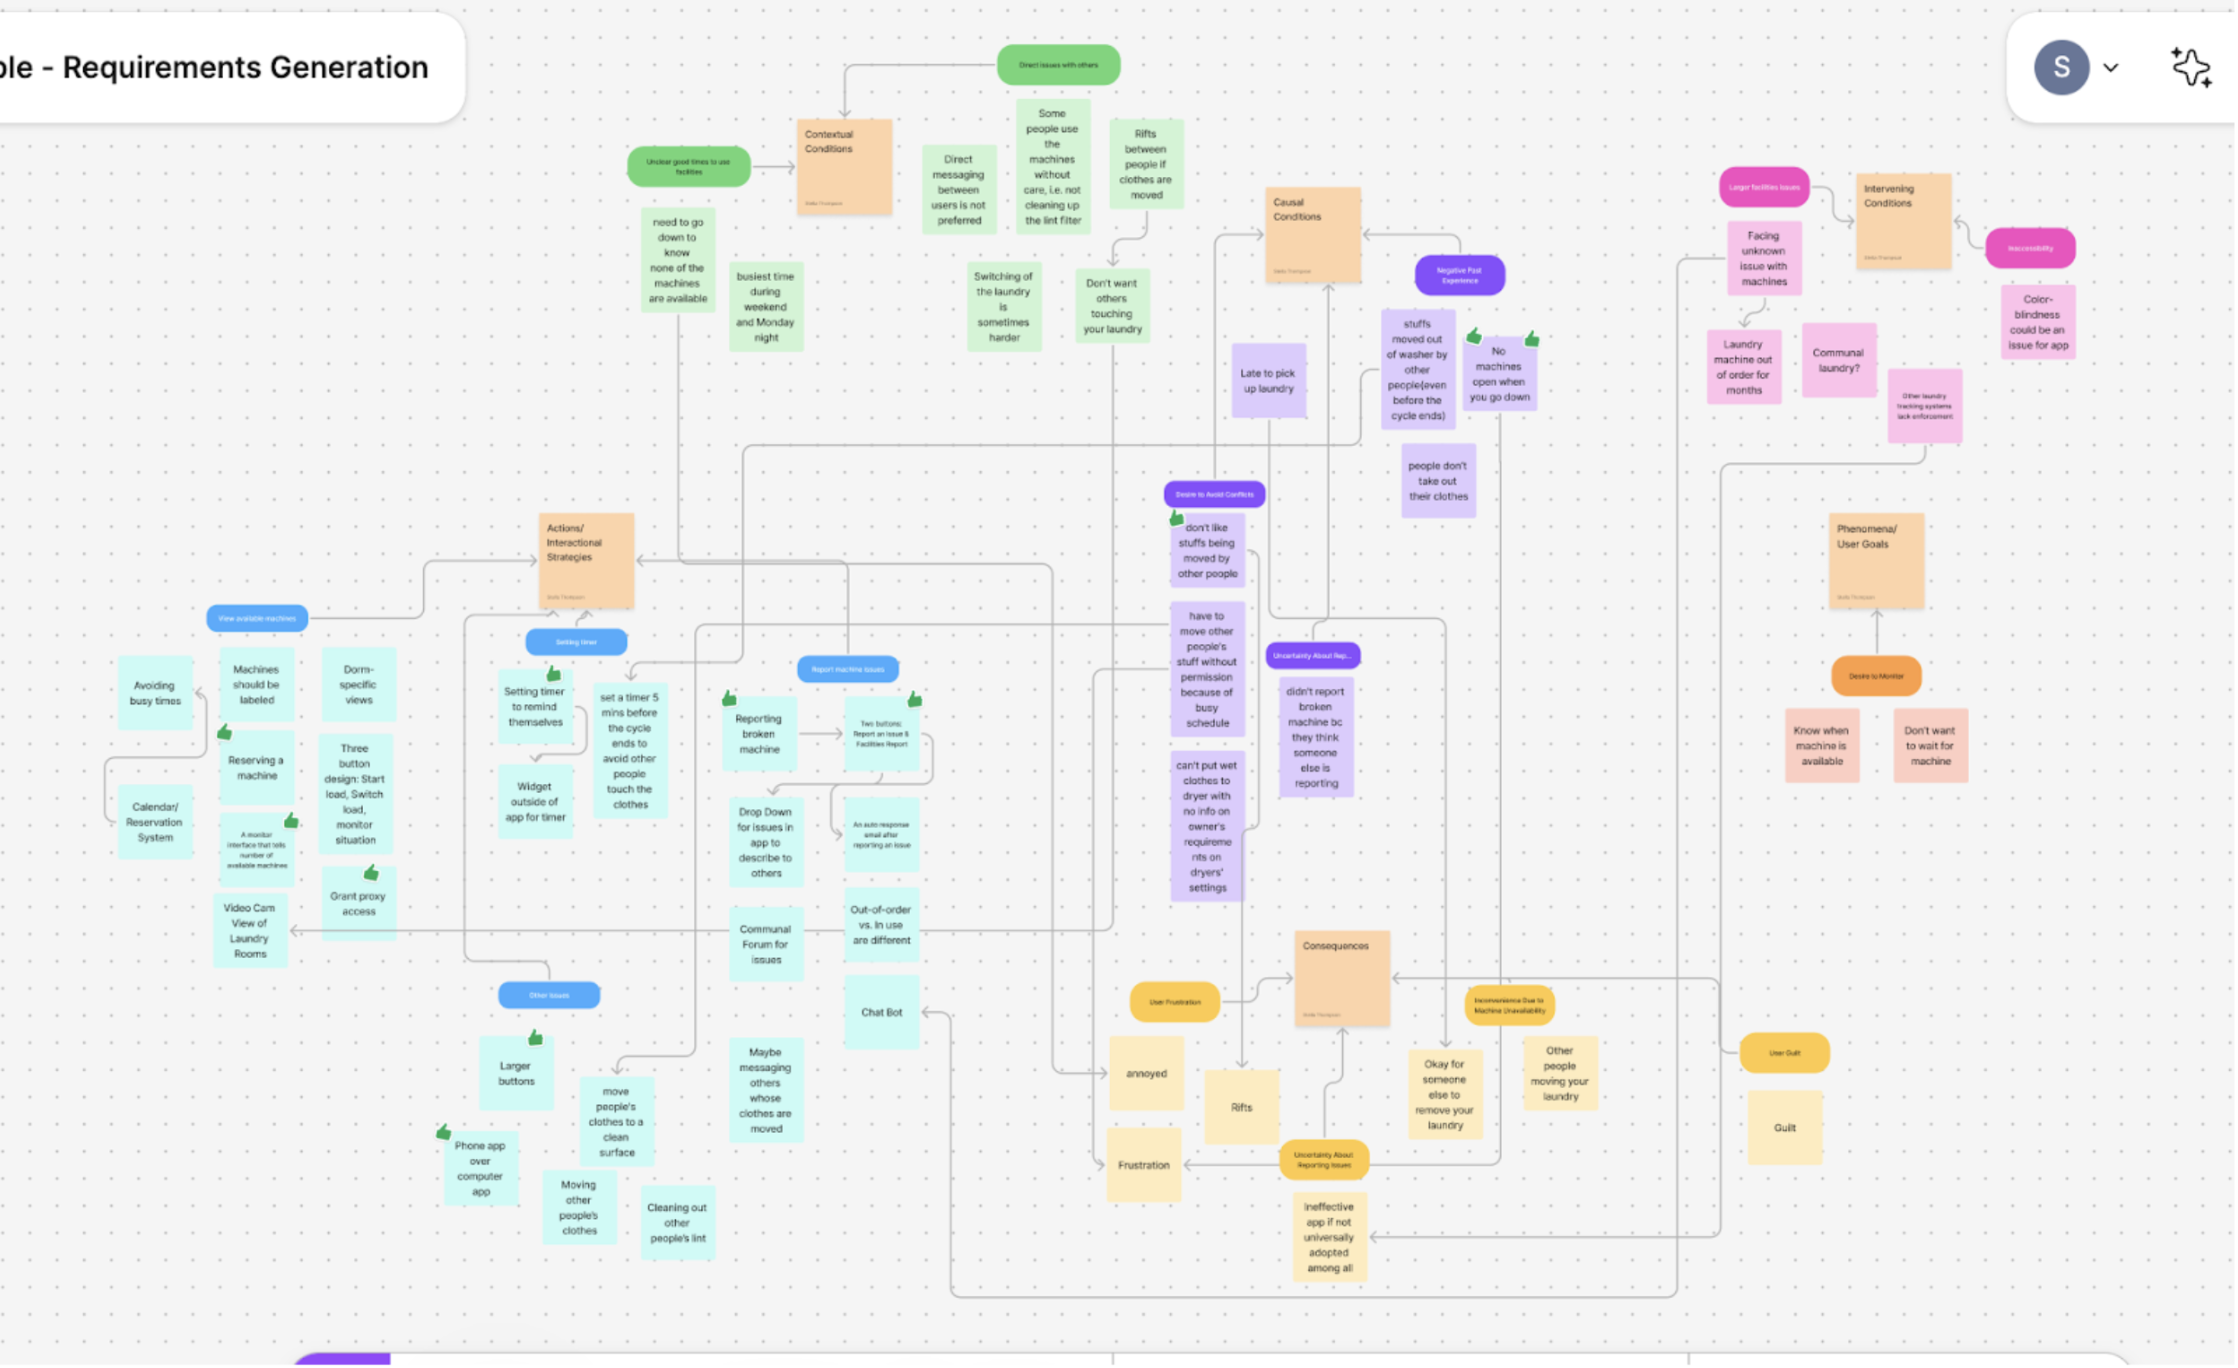 ble - Requirements Generation
S
Direct issues with others
Contextual
Conditions
Stella Thompson
Unclear good times to use
facilities
need to go
down to
know
none of the
machines
are available
busiest time
during
weekend
and Monday
night
Direct
messaging
between
users is not
preferred
Some
people use
the
machines
without
care, i.e. not
cleaning up
the lint filter
Rifts
between
people if
clothes are
moved
Switching of
the laundry
is
sometimes
harder
Don't want
others
touching
your laundry
Causal
Conditions
Stella Thompson
Negative Past
Experience
Late to pick
up laundry
stuffs
moved out
of washer by
other
people(even
before the
cycle ends)
No
machines
open when
you go down
people don't
take out
their clothes
Larger facilities issues
Intervening
Conditions
Stella Thompson
Inaccessibility
Facing
unknown
issue with
machines
Color-
blindness
could be an
issue for app
Laundry
machine out
of order for
months
Communal
laundry?
Other laundry
tracking systems
lack enforcement
Desire to Avoid Conflicts
don't like
stuffs being
moved by
other people
have to
move other
people's
stuff without
permission
because of
busy
schedule
can't put wet
clothes to
dryer with
no info on
owner's
requireme
nts on
dryers'
settings
Uncertainty About Rep...
didn't report
broken
machine bc
they think
someone
else is
reporting
Phenomena/
User Goals
Stella Thompson
Desire to Monitor
Know when
machine is
available
Don't want
to wait for
machine
Actions/
Interactional
Strategies
Stella Thompson
View available machines
Avoiding
busy times
Machines
should be
labeled
Dorm-
specific
views
Reserving a
machine
Three
button
design: Start
load, Switch
load,
monitor
situation
Calendar/
Reservation
System
A monitor
interface that tells
number of
available machines
Grant proxy
access
Video Cam
View of
Laundry
Rooms
Setting timer
Setting timer
to remind
themselves
set a timer 5
mins before
the cycle
ends to
avoid other
people
touch the
clothes
Widget
outside of
app for timer
Report machine issues
Reporting
broken
machine
Two buttons:
Report an issue &
Facilities Report
Drop Down
for issues in
app to
describe to
others
An auto response
email after
reporting an issue
Communal
Forum for
issues
Out-of-order
vs. In use
are different
Chat Bot
Maybe
messaging
others
whose
clothes are
moved
Other issues
Larger
buttons
move
people's
clothes to a
clean
surface
Phone app
over
computer
app
Moving
other
people's
clothes
Cleaning out
other
people's lint
Consequences
Stella Thompson
User Frustration
annoyed
Rifts
Frustration
Uncertainty About
Reporting Issues
Ineffective
app if not
universally
adopted
among all
Inconvenience Due to
Machine Unavailability
Okay for
someone
else to
remove your
laundry
Other
people
moving your
laundry
User Guilt
Guilt